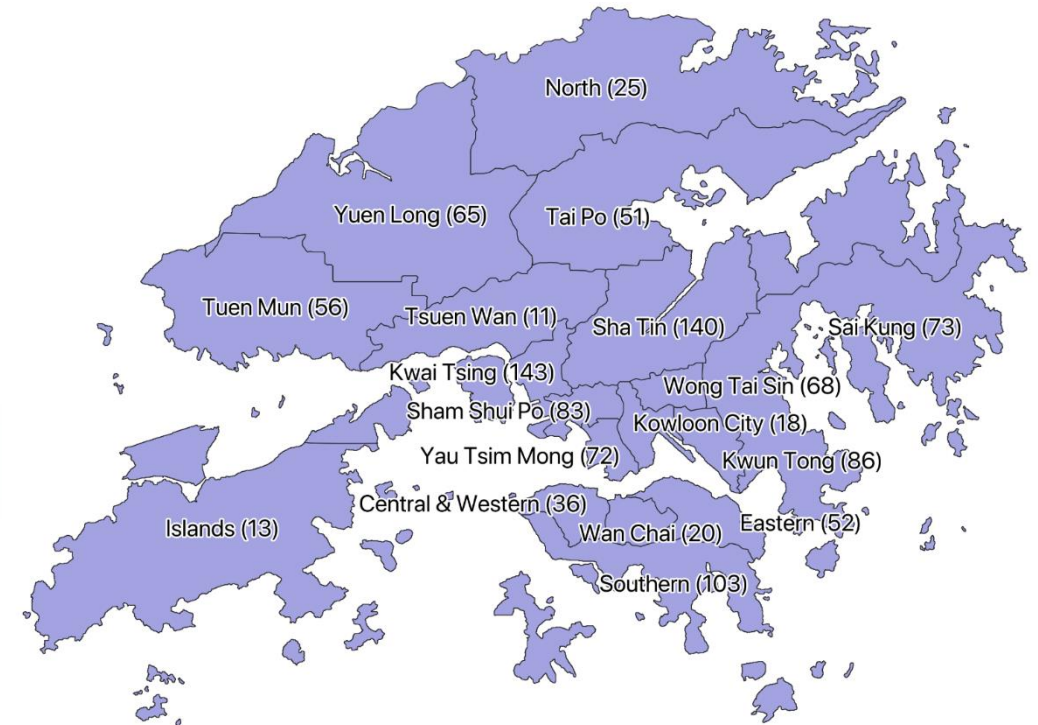 North (25)
Yuen Long (65)
Tai Po (51)
Tuen Mun (56)
Tsuen Wan (11)
Sha Tin (140)
Sai Kung (73)
Kwai Tsing (143)
Wong Tai Sin (68)
Sham Shui Po (83)
Kowloon City (18)
Yau Tsim Mong (72)
Kwun Tong (86)
Central & Western (36)
Islands (13)
Wan Chai (20)
Eastern (52)
Southern (103)